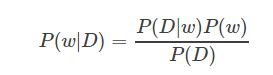 P(w|D) = P(D|w)P(w) / P(D)